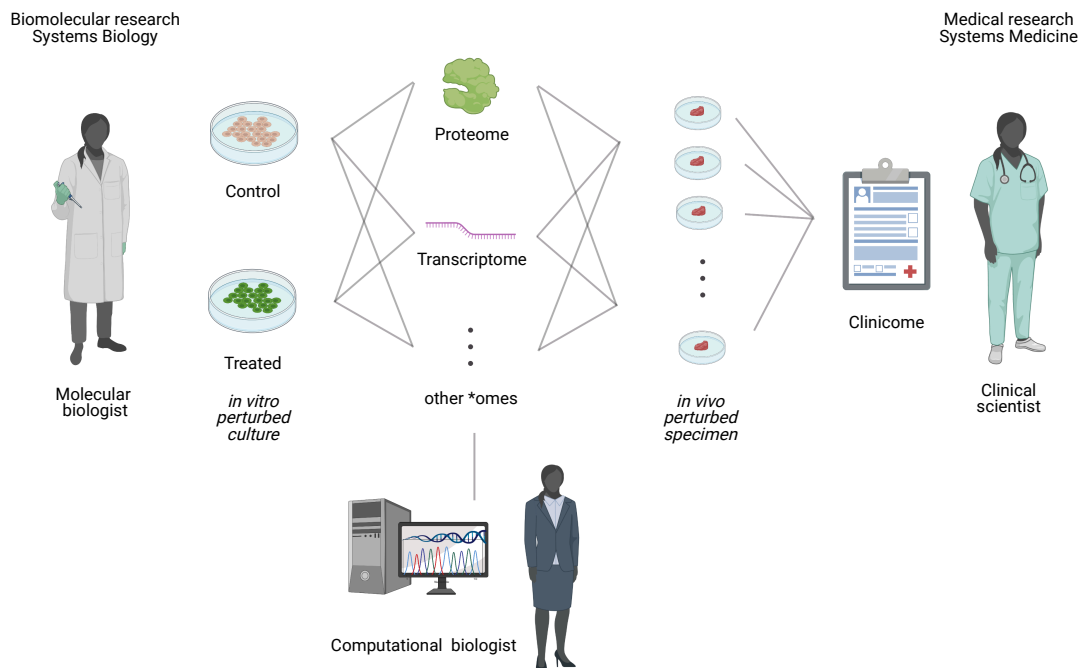 Biomolecular research
Systems Biology
Medical research
Systems Medicine
Proteome
Control
Transcriptome
Clinicome
Treated
Molecular
biologist
in vitro
perturbed
culture
other *omes
in vivo
perturbed
specimen
Clinical
scientist
Computational biologist